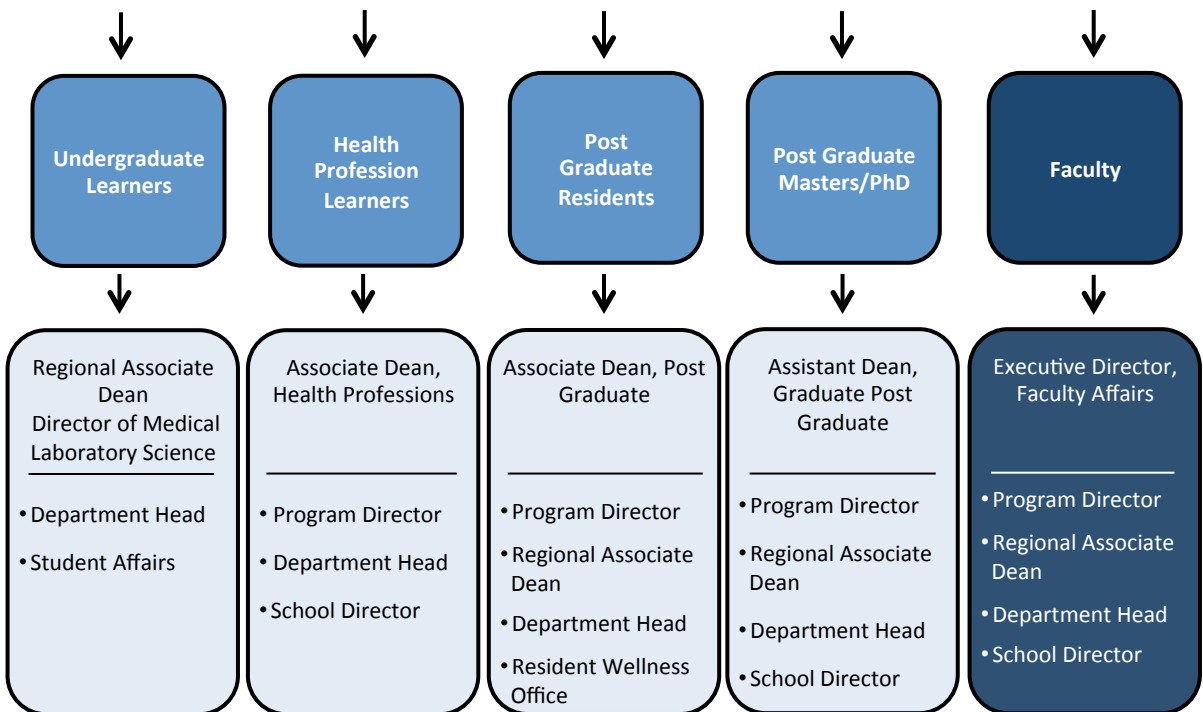 Undergraduate
Learners
Health
Profession
Learners
Post
Graduate
Residents
Post Graduate
Masters/PhD
Faculty
Regional Associate
Dean
Director of Medical
Laboratory Science
• Department Head
• Student Affairs
Associate Dean,
Health Professions
• Program Director
• Department Head
• School Director
Associate Dean, Post
Graduate
• Program Director
• Regional Associate
Dean
• Department Head
• Resident Wellness
Office
Assistant Dean,
Graduate Post
Graduate
• Program Director
• Regional Associate
Dean
• Department Head
• School Director
Executive Director,
Faculty Affairs
• Program Director
• Regional Associate
Dean
• Department Head
• School Director